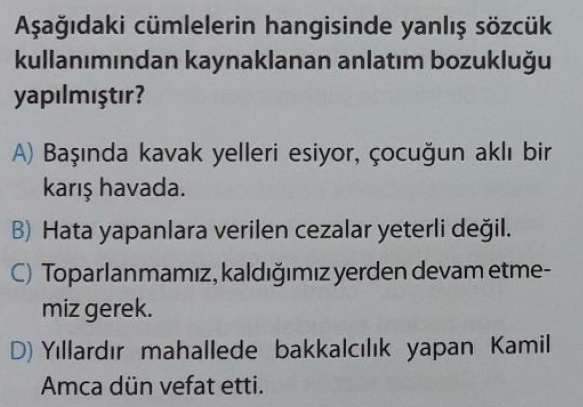 Aşağıdaki cümlelerin hangisinde yanlış sözcük
kullanımından kaynaklanan anlatım bozukluğu
yapılmıştır?
A) Başında kavak yelleri esiyor, çocuğun aklı bir
karış havada.
B) Hata yapanlara verilen cezalar yeterli değil.
C) Toparlanmamız, kaldığımız yerden devam etme-
miz gerek.
D) Yıllardır mahallede bakkalcılık yapan Kamil
Amca dün vefat etti.